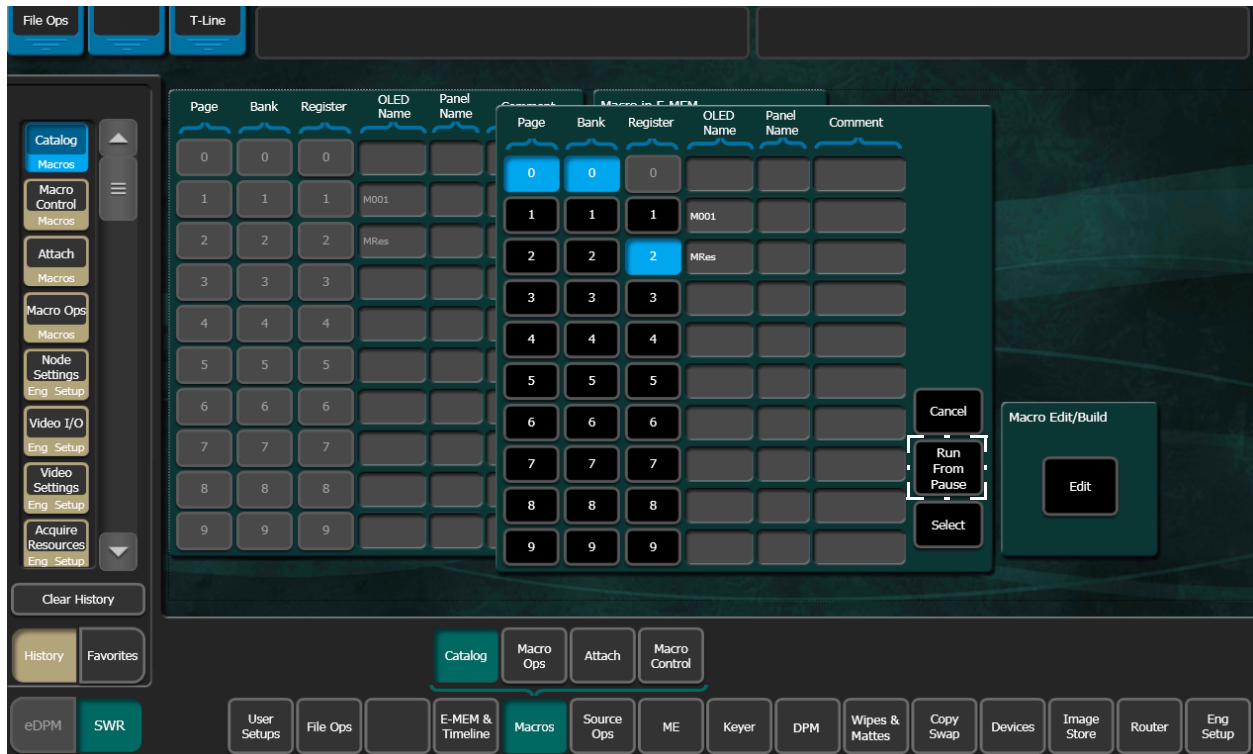 File Ops
T-Line
Catalog
Macros
Macro
Control
Macros
Attach
Macros
Macro Ops
Macros
Node
Settings
Eng Setup
Video I/O
Eng Setup
Video
Settings
Eng Setup
Acquire
Resources
Eng Setup
Clear History
History Favorites
eDPM SWR
Page Bank Register OLED Name Panel Name Comment
Macro in E-MEM
0 0 0
1 1 1 M001
2 2 2 MRes
3 3 3
4 4 4
5 5 5
6 6 6
7 7 7
8 8 8
9 9 9
Page Bank Register OLED Name Panel Name Comment
0 0 0
1 1 1 M001
2 2 2 MRes
3 3 3
4 4 4
5 5 5
6 6 6
7 7 7
8 8 8
9 9 9
Cancel
Run
From
Pause
Select
Macro Edit/Build
Edit
Catalog Macro Ops Attach Macro Control
User Setups File Ops E-MEM & Timeline Macros Source Ops ME Keyer DPM Wipes & Mattes Copy Swap Devices Image Store Router Eng Setup